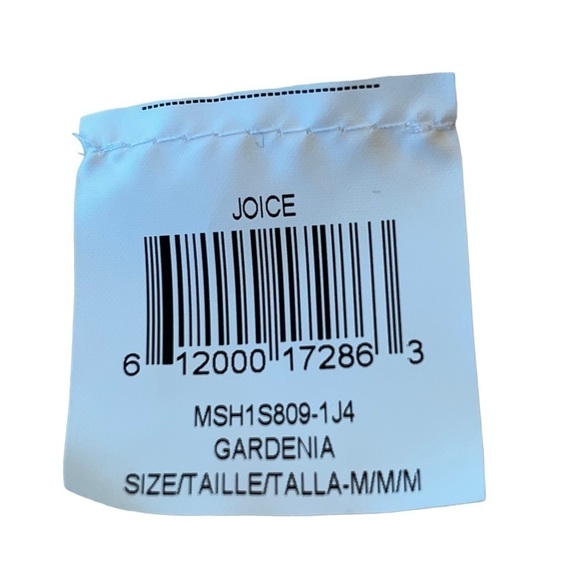 JOICE
6 12000 17286 3
MSH1S809-1J4
GARDENIA
SIZE/TAILLE/TALLA-M/M/M